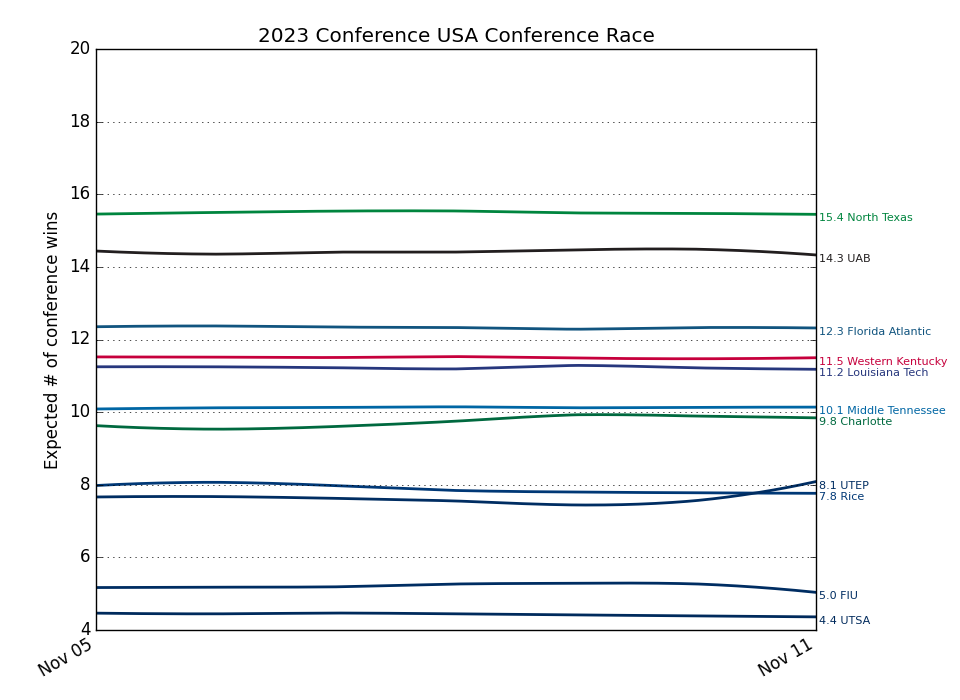 2023 Conference USA Conference Race
Expected # of conference wins
20
18
16
14
12
10
8
6
4
15.4 North Texas
14.3 UAB
12.3 Florida Atlantic
11.5 Western Kentucky
11.2 Louisiana Tech
10.1 Middle Tennessee
9.8 Charlotte
8.1 UTEP
7.8 Rice
5.0 FIU
4.4 UTSA
Nov 05
Nov 11